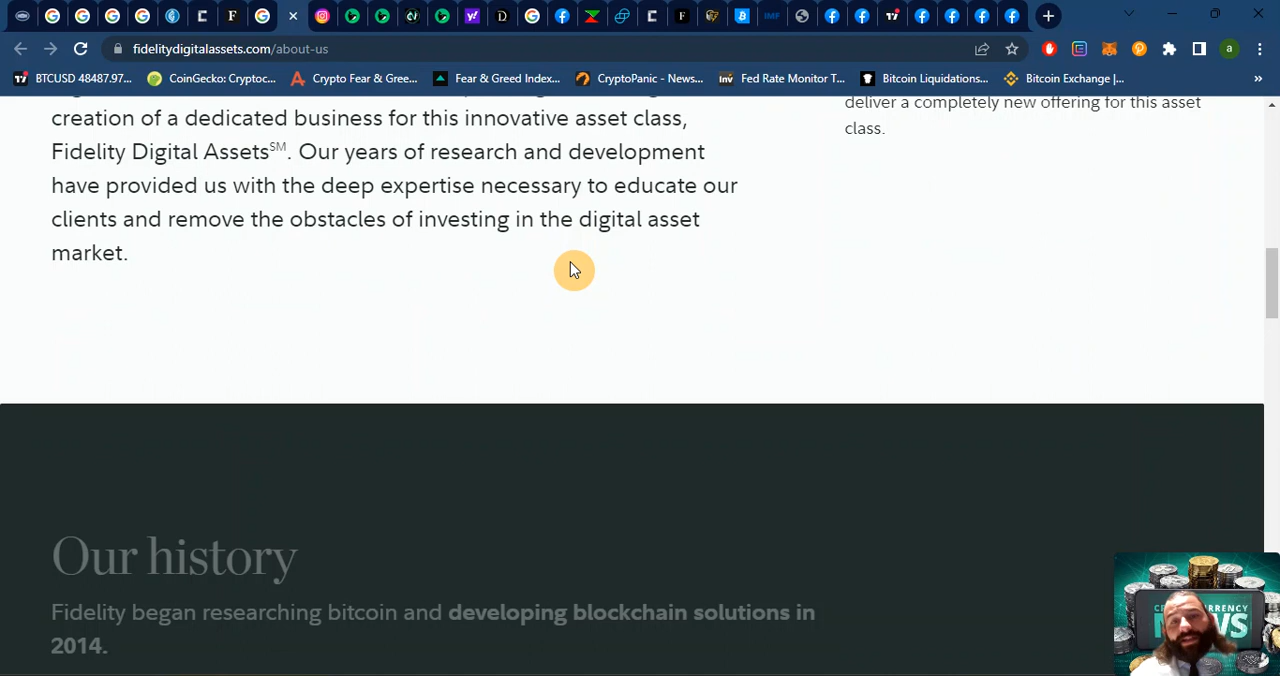 fidelitydigitalassets.com/about-us
BTCUSD 48487.97...
CoinGecko: Cryptoc...
Crypto Fear & Gree...
Fear & Greed Index...
CryptoPanic - News...
Fed Rate Monitor T...
Bitcoin Liquidations...
Bitcoin Exchange |...
creation of a dedicated business for this innovative asset class,
Fidelity Digital Assets℠. Our years of research and development
have provided us with the deep expertise necessary to educate our
clients and remove the obstacles of investing in the digital asset
market.
deliver a completely new offering for this asset
class.
Our history
Fidelity began researching bitcoin and developing blockchain solutions in
2014.